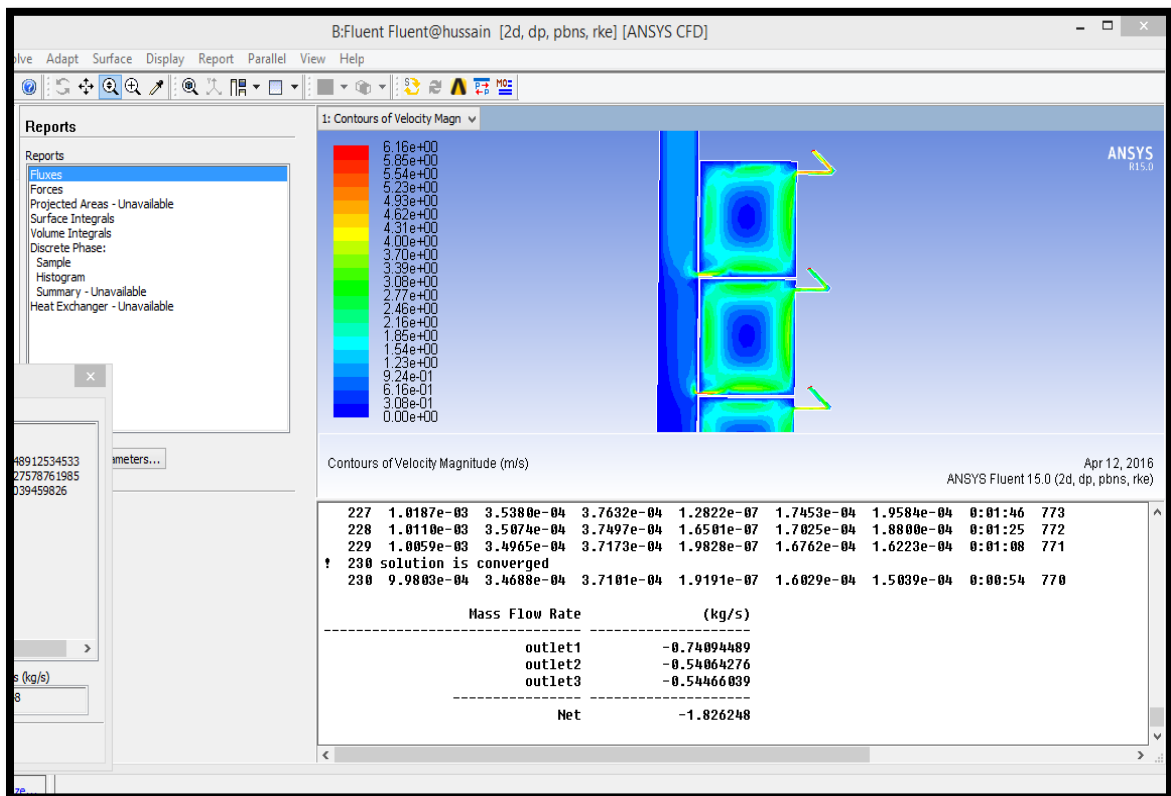 B:Fluent Fluent@hussain [2d, dp, pbns, rke] [ANSYS CFD]
olve Adapt Surface Display Report Parallel View Help
Reports
Reports
Fluxes
Forces
Projected Areas - Unavailable
Surface Integrals
Volume Integrals
Discrete Phase:
Sample
Histogram
Summary - Unavailable
Heat Exchanger - Unavailable
48912534533
27578761985
039459826
ameters...
s (kg/s)
8
ze...
1: Contours of Velocity Magn
6.16e+00
5.85e+00
5.54e+00
5.23e+00
4.93e+00
4.62e+00
4.31e+00
4.00e+00
3.70e+00
3.39e+00
3.08e+00
2.77e+00
2.46e+00
2.16e+00
1.85e+00
1.54e+00
1.23e+00
9.24e-01
6.16e-01
3.08e-01
0.00e+00
ANSYS
R15.0
Contours of Velocity Magnitude (m/s)
Apr 12, 2016
ANSYS Fluent 15.0 (2d, dp, pbns, rke)
227 1.0187e-03 3.5380e-04 3.7632e-04 1.2822e-07 1.7453e-04 1.9584e-04 0:01:46 773
228 1.0110e-03 3.5074e-04 3.7497e-04 1.6501e-07 1.7025e-04 1.8800e-04 0:01:25 772
229 1.0059e-03 3.4965e-04 3.7173e-04 1.9828e-07 1.6762e-04 1.6223e-04 0:01:08 771
! 230 solution is converged
230 9.9803e-04 3.4688e-04 3.7101e-04 1.9191e-07 1.6029e-04 1.5039e-04 0:00:54 770
Mass Flow Rate (kg/s)
-------------------------------- --------------------
outlet1 -0.74094489
outlet2 -0.54064276
outlet3 -0.54466039
---------------- --------------------
Net -1.826248